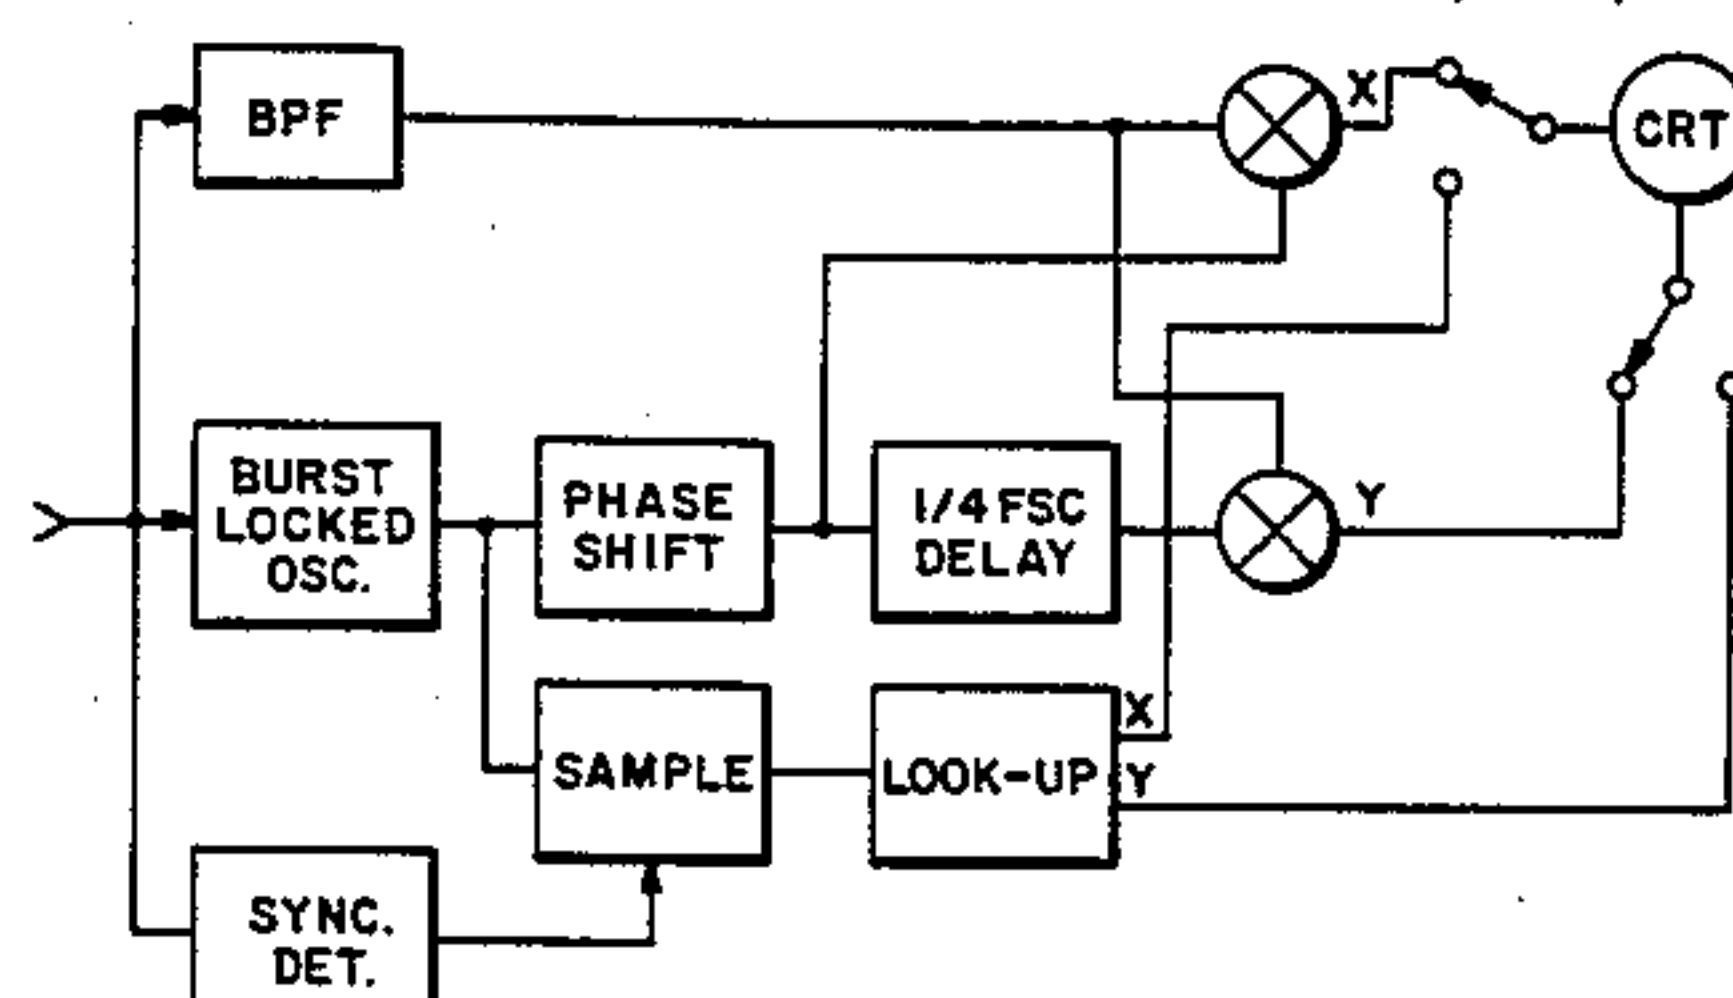 BPF
X
CRT
BURST
LOCKED
OSC.
PHASE
SHIFT
1/4 FSC
DELAY
Y
SAMPLE
LOOK-UP
X
Y
SYNC.
DET.